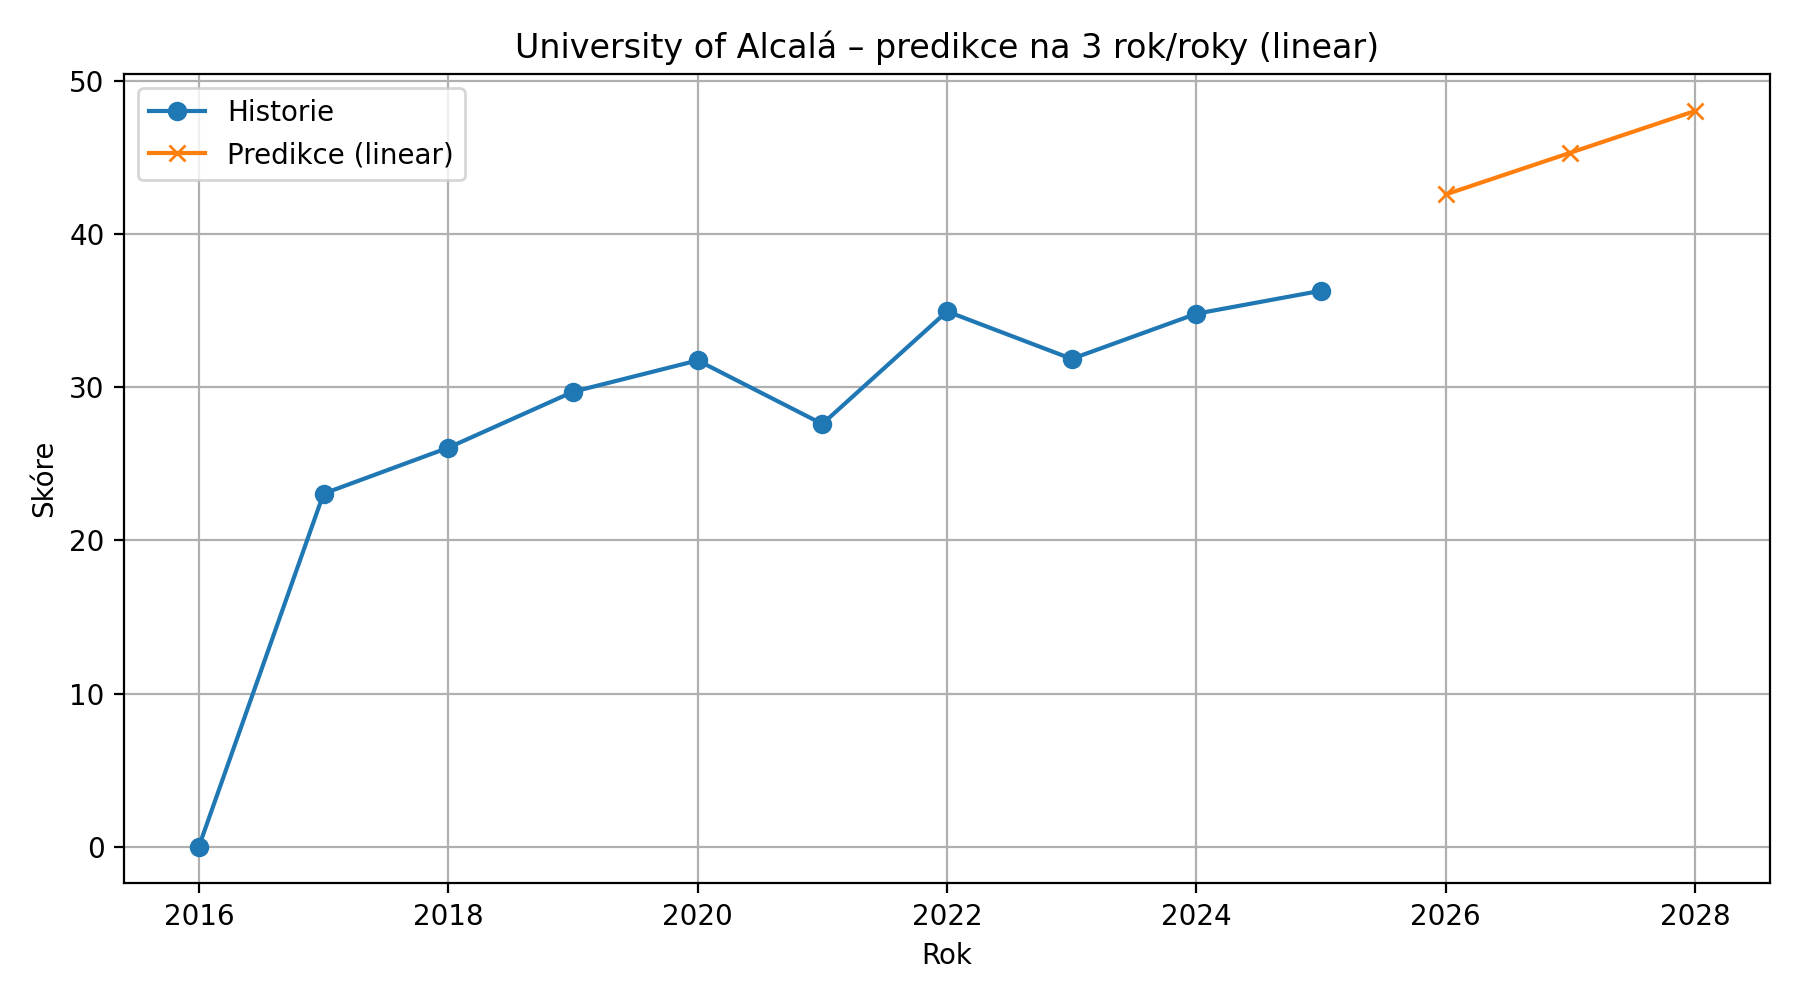 University of Alcalá – predikce na 3 rok/roky (linear)
Historie
Predikce (linear)
Skóre
50
40
30
20
10
0
2016 2018 2020 2022 2024 2026 2028
Rok